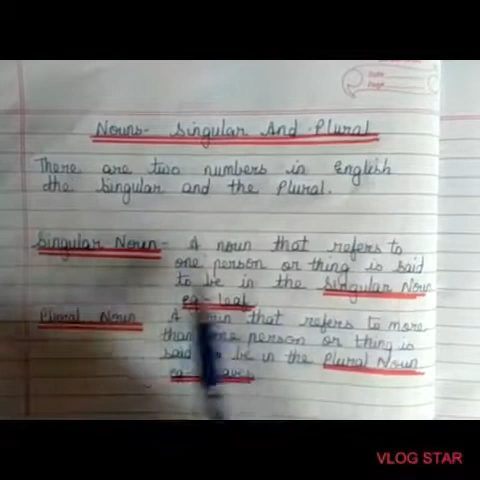 Date
Page
Nouns- Singular And Plural
There are two numbers in English
the Singular and the Plural.
Singular Noun- A noun that refers to
one person or thing is said
to be in the Singular Noun
eg- leaf
Plural Noun A noun that refers to more
than one person or thing is
said to be in the Plural Noun
eg-
VLOG STAR